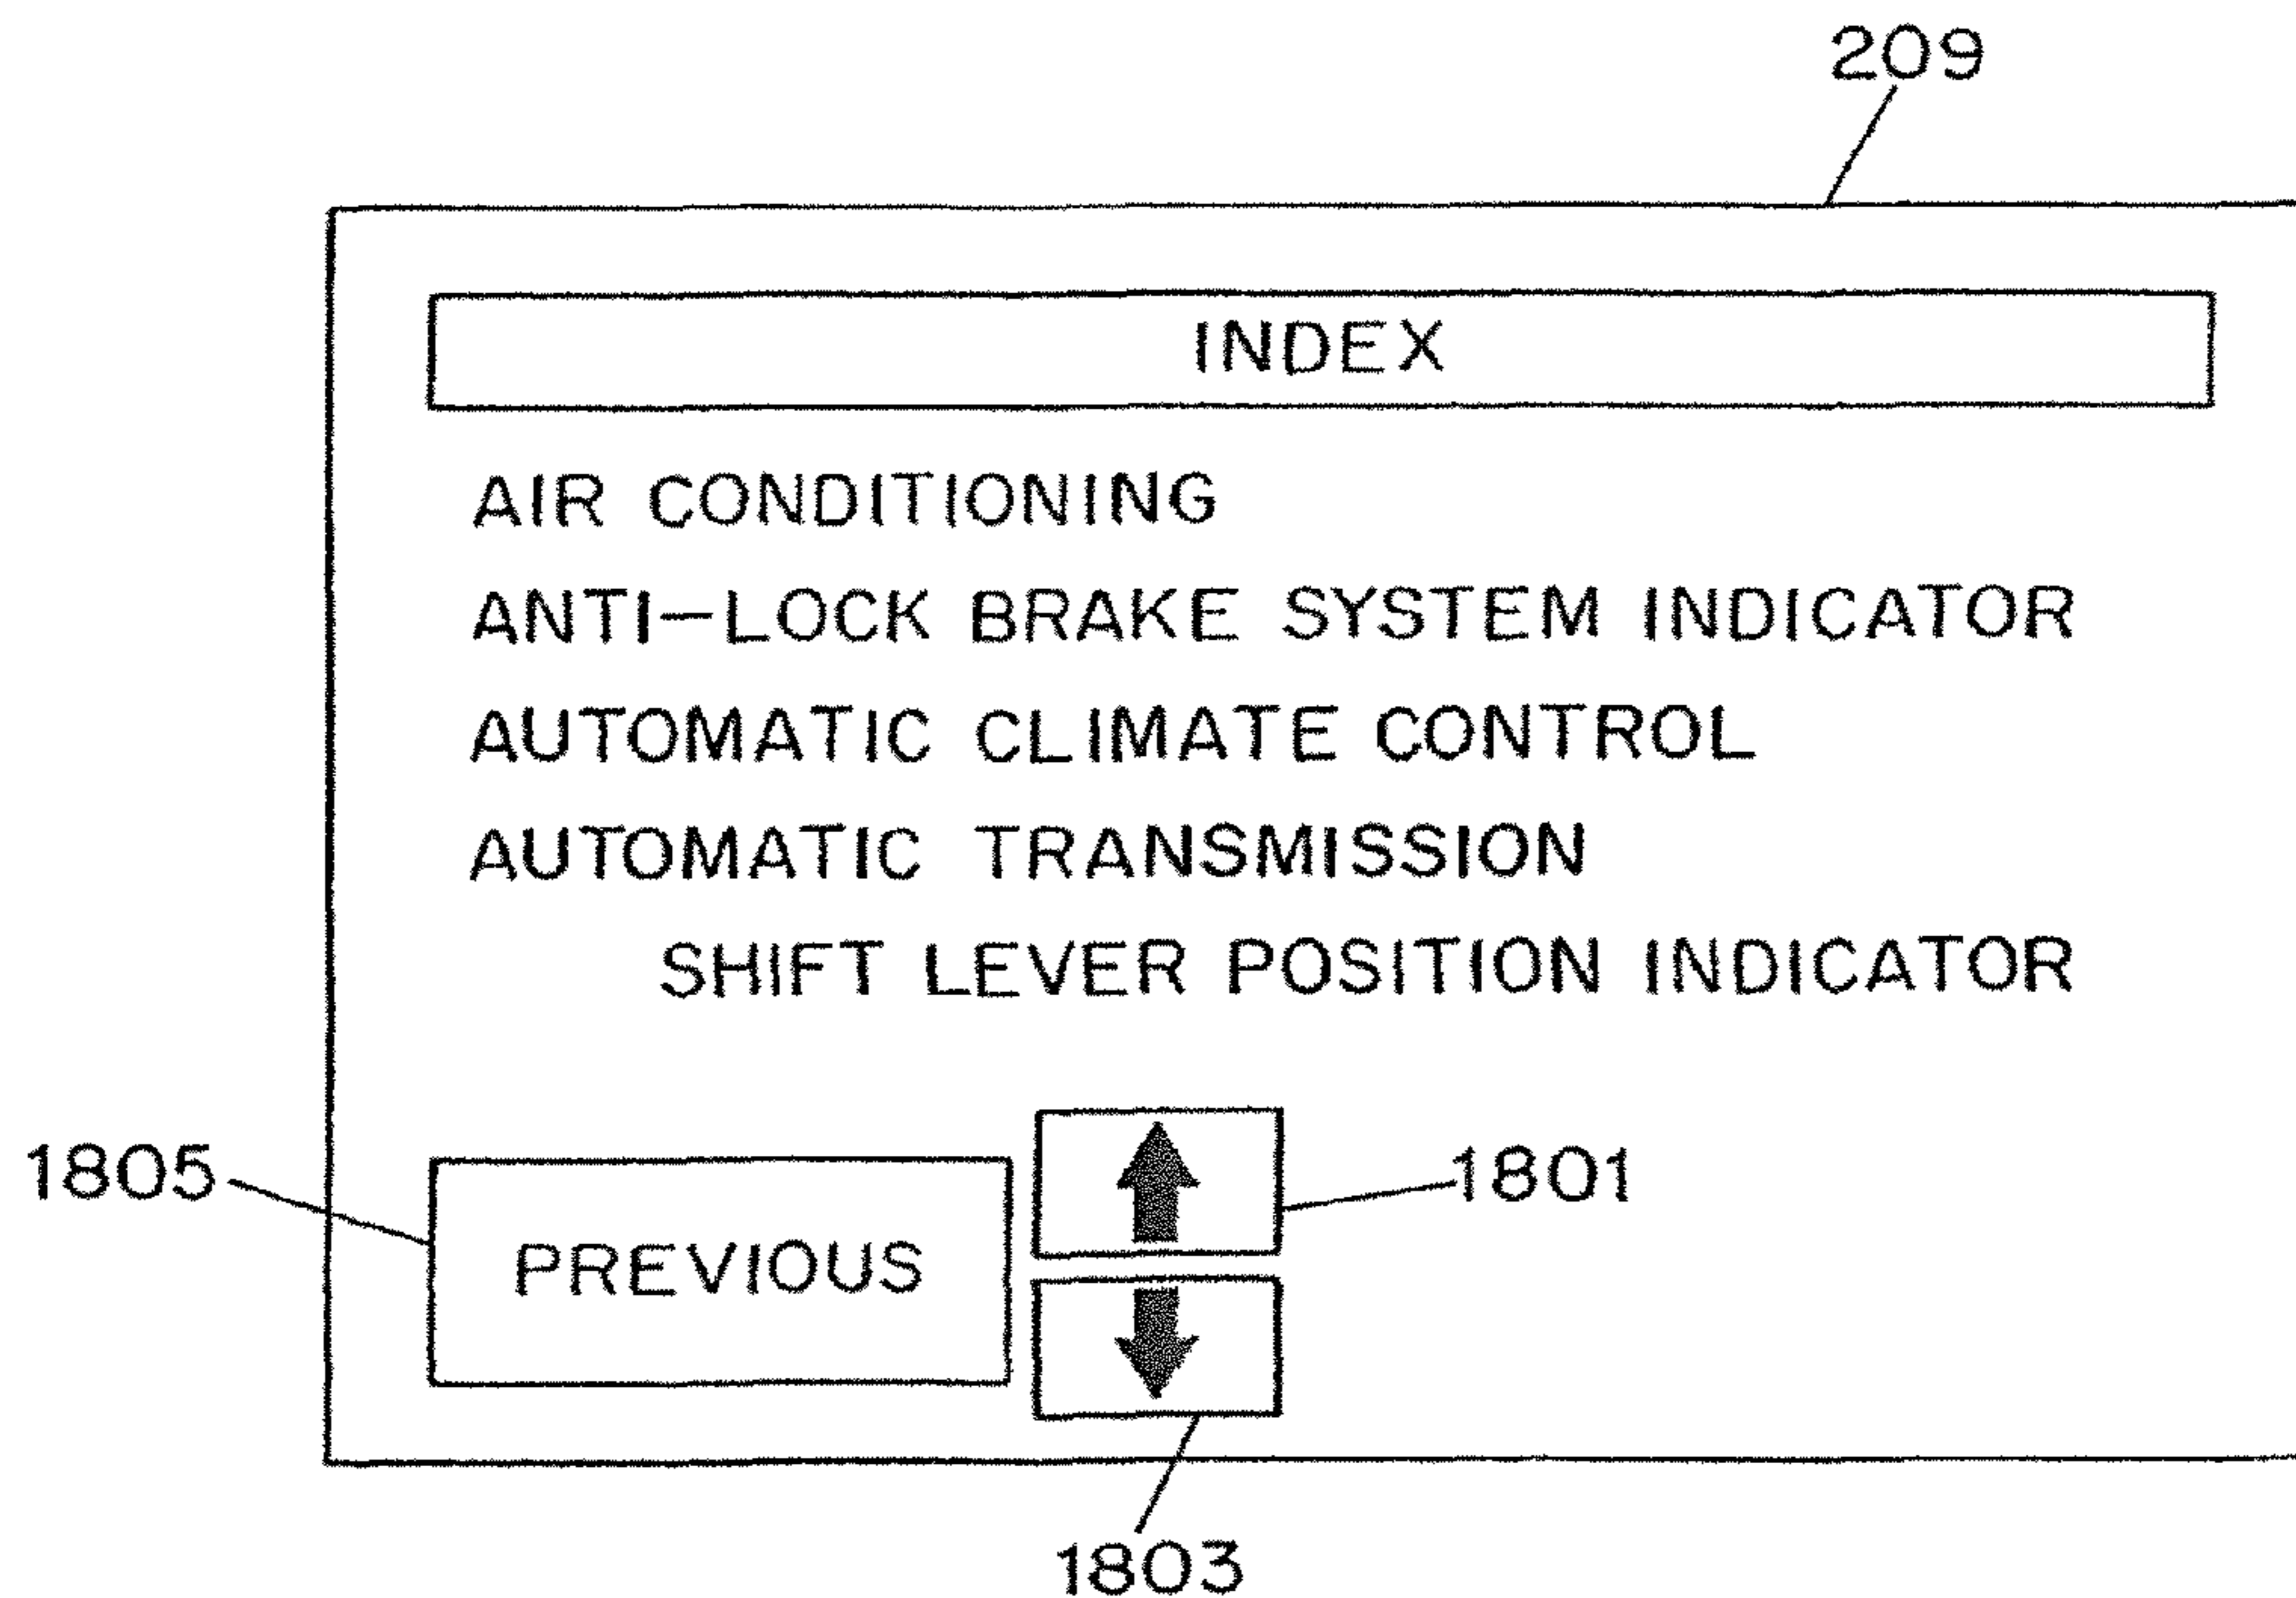 209
INDEX
AIR CONDITIONING
ANTI-LOCK BRAKE SYSTEM INDICATOR
AUTOMATIC CLIMATE CONTROL
AUTOMATIC TRANSMISSION
SHIFT LEVER POSITION INDICATOR
1805
PREVIOUS
1801
1803